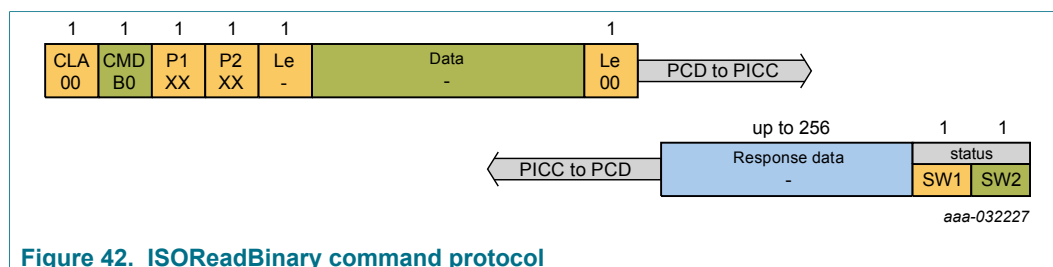 1 1 1 1 1 1
CLA CMD P1 P2 Le Data Le
00 B0 XX XX - - 00
PCD to PICC
up to 256 1 1
Response data status
- SW1 SW2
PICC to PCD
aaa-032227
Figure 42. ISOReadBinary command protocol